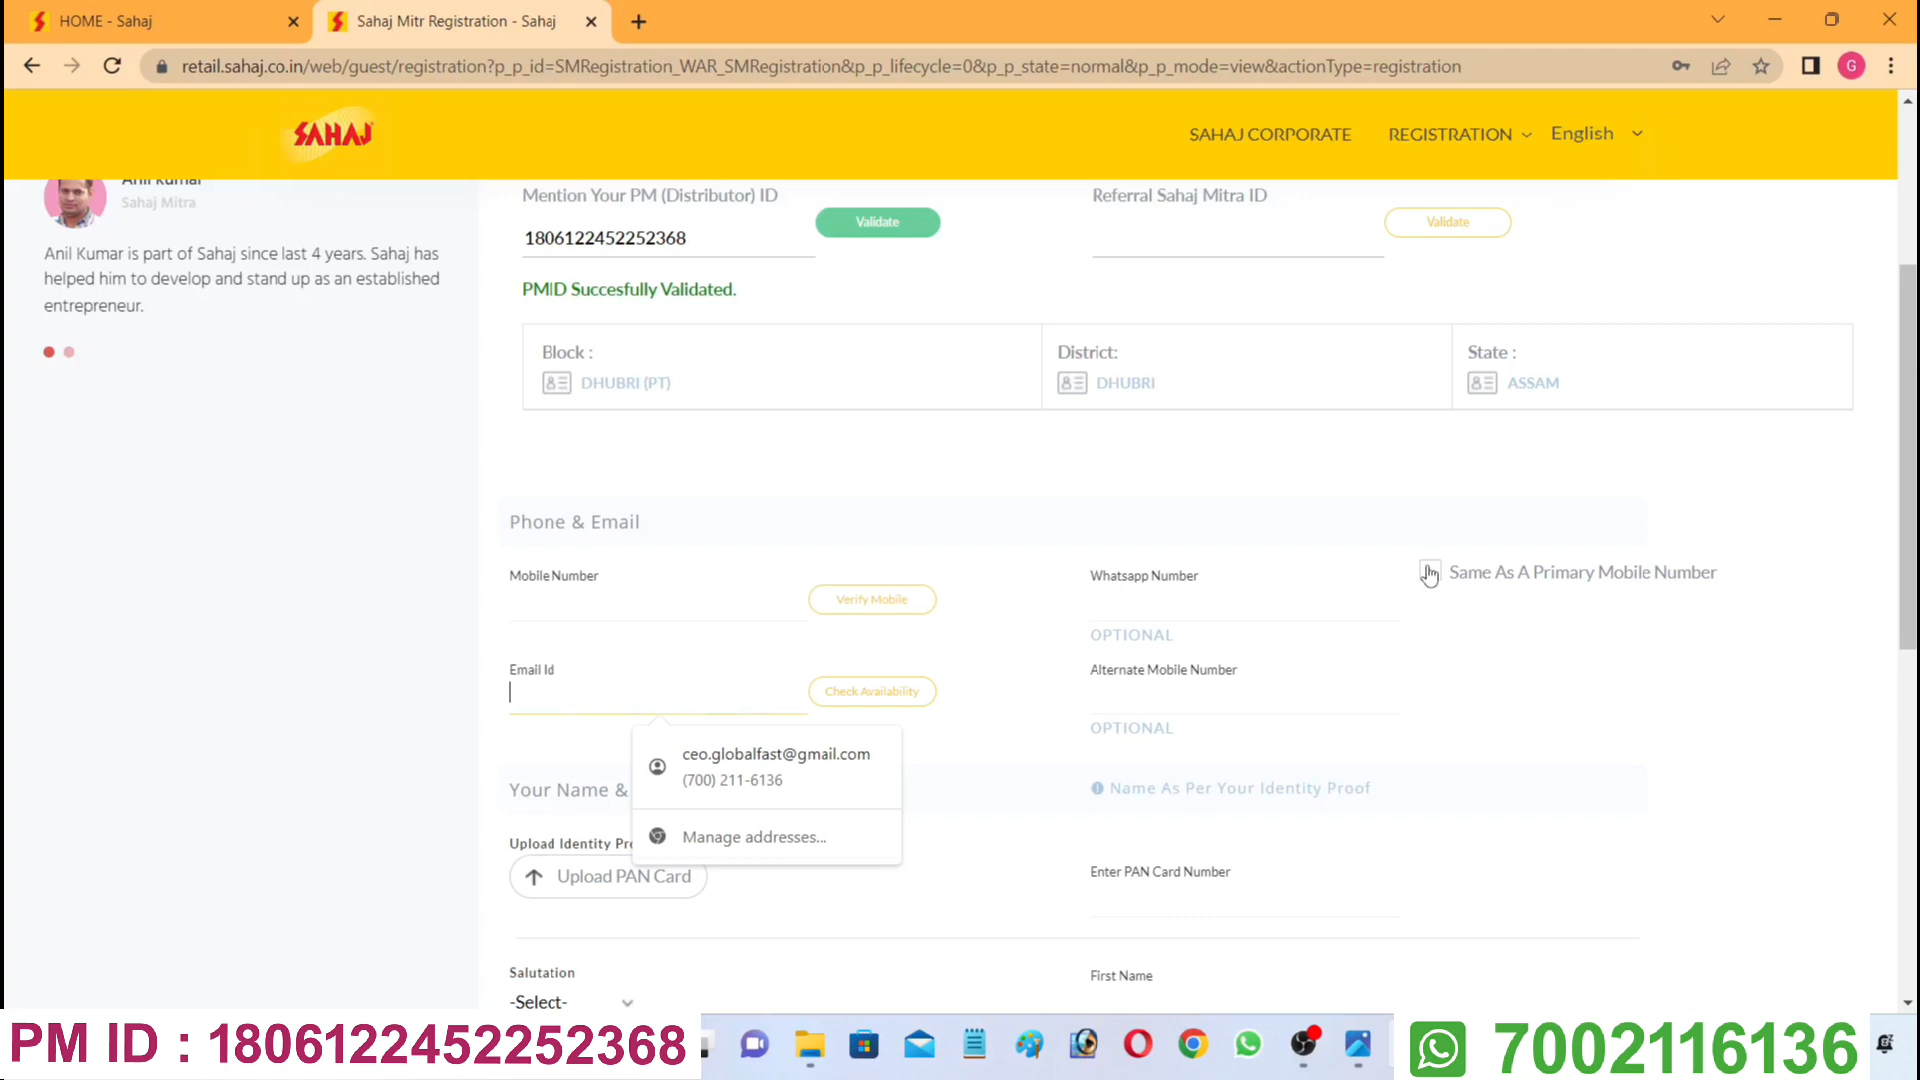 HOME - Sahaj
Sahaj Mitr Registration - Sahaj
retail.sahaj.co.in/web/guest/registration?p_p_id=SMRegistration_WAR_SMRegistration&p_p_lifecycle=0&p_p_state=normal&p_p_mode=view&actionType=registration
G
SAHAJ
SAHAJ CORPORATE
REGISTRATION
English
Anil Kumar
Sahaj Mitra
Anil Kumar is part of Sahaj since last 4 years. Sahaj has
helped him to develop and stand up as an established
entrepreneur.
Mention Your PM (Distributor) ID
Validate
1806122452252368
Referral Sahaj Mitra ID
Validate
PMID Succesfully Validated.
Block :
DHUBRI (PT)
District:
DHUBRI
State :
ASSAM
Phone & Email
Mobile Number
Verify Mobile
Whatsapp Number
Same As A Primary Mobile Number
OPTIONAL
Email Id
Check Availability
Alternate Mobile Number
OPTIONAL
ceo.globalfast@gmail.com
(700) 211-6136
Manage addresses...
Your Name &
Name As Per Your Identity Proof
Upload Identity Pro
Upload PAN Card
Enter PAN Card Number
Salutation
-Select-
First Name
PM ID : 1806122452252368
7002116136